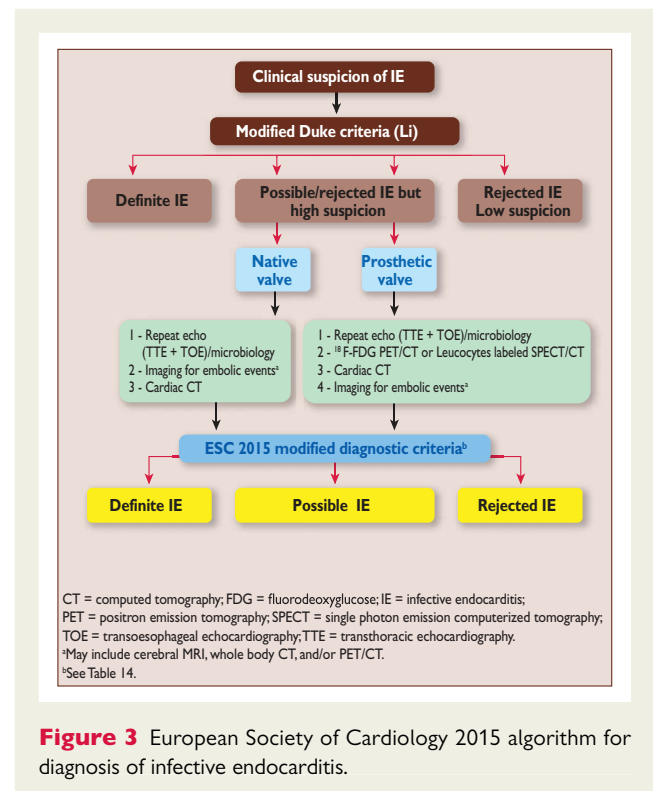 Clinical suspicion of IE
Modified Duke criteria (Li)
Definite IE
Possible/rejected IE but
high suspicion
Rejected IE
Low suspicion
Native
valve
Prosthetic
valve
1 - Repeat echo
(TTE + TOE)/microbiology
2 - Imaging for embolic eventsᵃ
3 - Cardiac CT
1 - Repeat echo (TTE + TOE)/microbiology
2 - ¹⁸F-FDG PET/CT or Leucocytes labeled SPECT/CT
3 - Cardiac CT
4 - Imaging for embolic eventsᵃ
ESC 2015 modified diagnostic criteriaᵇ
Definite IE
Possible IE
Rejected IE
CT = computed tomography; FDG = fluorodeoxyglucose; IE = infective endocarditis;
PET = positron emission tomography; SPECT = single photon emission computerized tomography;
TOE = transoesophageal echocardiography; TTE = transthoracic echocardiography.
ᵃMay include cerebral MRI, whole body CT, and/or PET/CT.
ᵇSee Table 14.
Figure 3 European Society of Cardiology 2015 algorithm for
diagnosis of infective endocarditis.